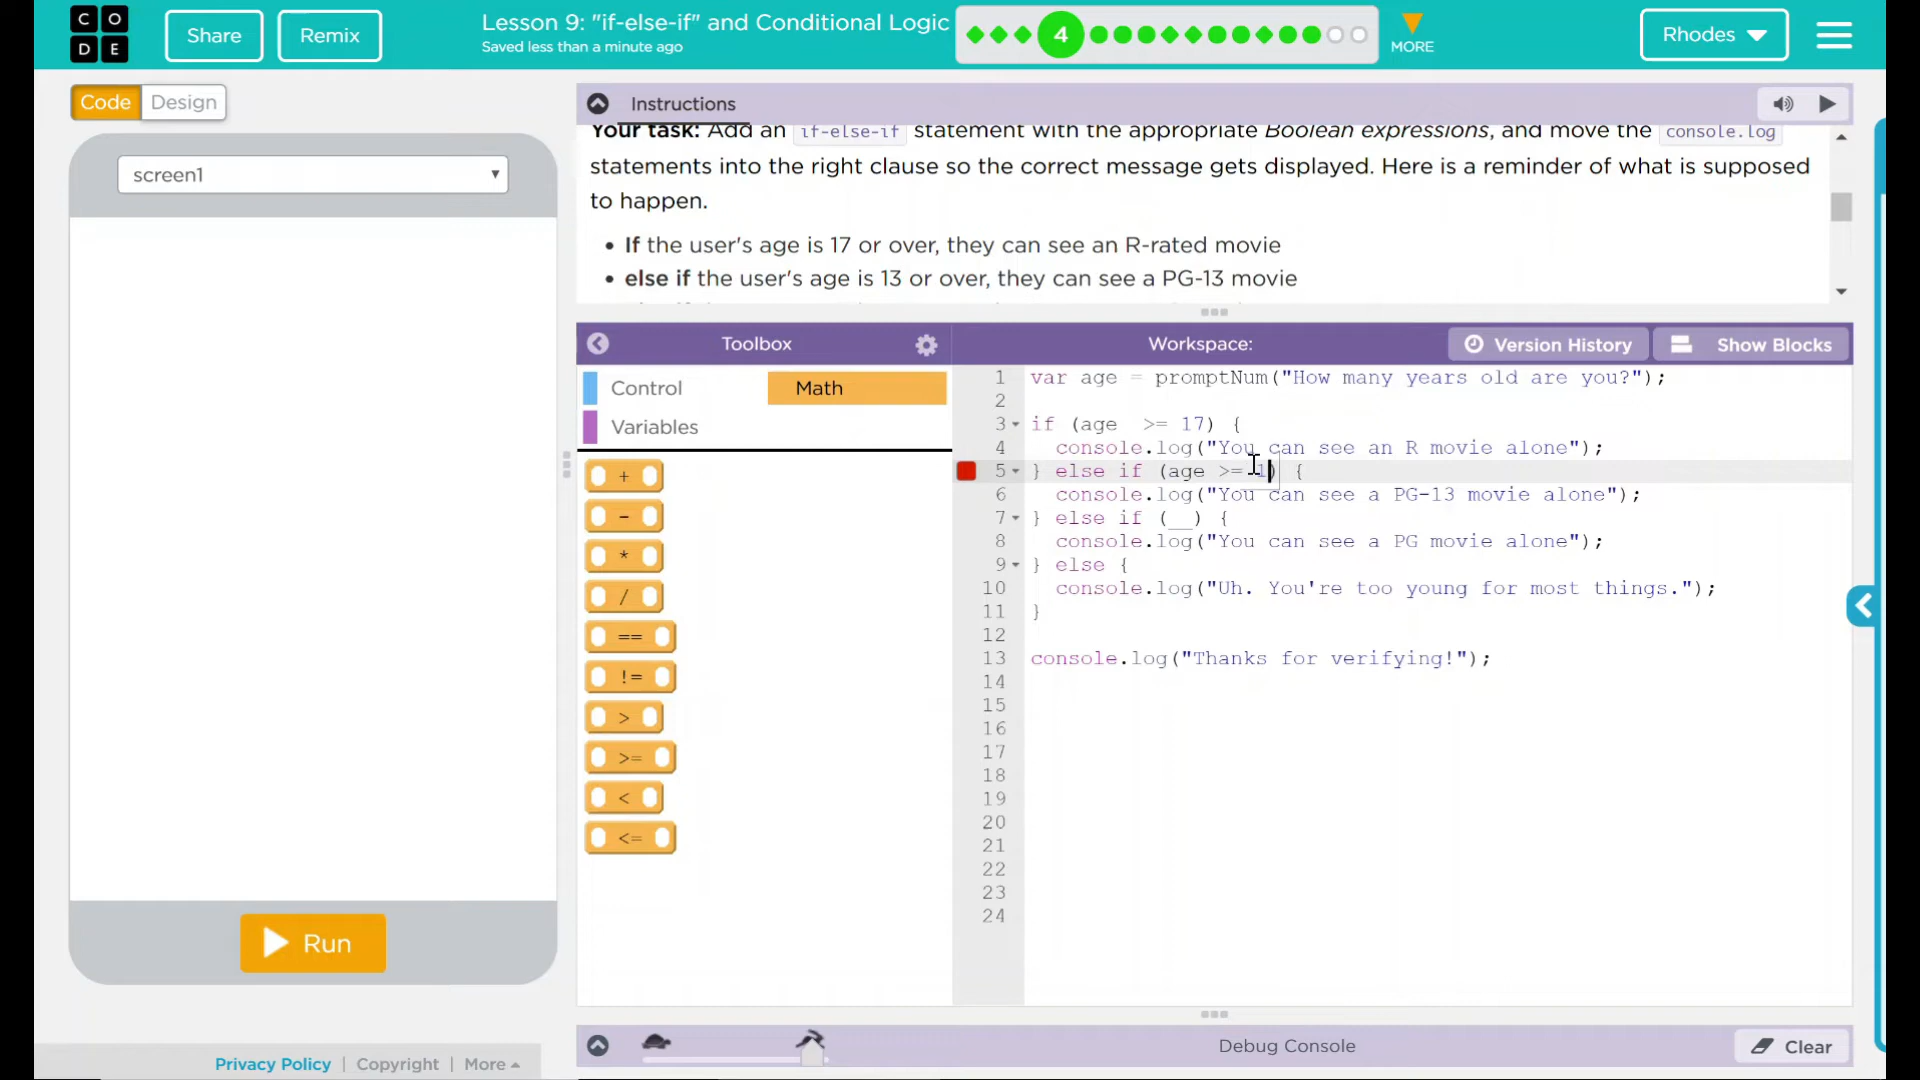 CO
DE
Share
Remix
Lesson 9: "if-else-if" and Conditional Logic
Saved less than a minute ago
4
MORE
Rhodes
Code
Design
screen1
Instructions
Your task: Add an if-else-if statement with the appropriate Boolean expressions, and move the console.log
statements into the right clause so the correct message gets displayed. Here is a reminder of what is supposed
to happen.
• If the user's age is 17 or over, they can see an R-rated movie
• else if the user's age is 13 or over, they can see a PG-13 movie
Toolbox
Workspace:
Version History
Show Blocks
Control
Math
Variables
+
-
*
/
==
!=
>
>=
<
<=
1 var age = promptNum("How many years old are you?");
2
3 if (age  >= 17) {
4 console.log("You can see an R movie alone");
5 } else if (age >= 1) {
6 console.log("You can see a PG-13 movie alone");
7 } else if (__) {
8 console.log("You can see a PG movie alone");
9 } else {
10 console.log("Uh. You're too young for most things.");
11 }
12
13 console.log("Thanks for verifying!");
14
15
16
17
18
19
20
21
22
23
24
Run
Debug Console
Clear
Privacy Policy | Copyright | More